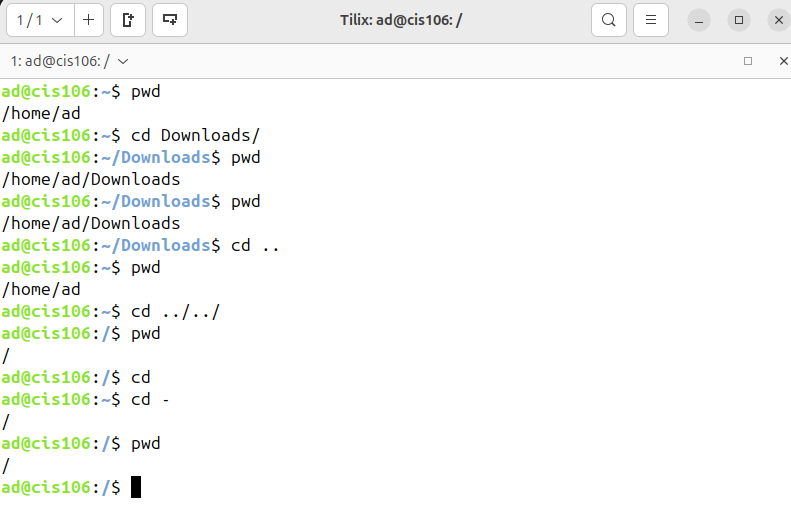 1 / 1
Tilix: ad@cis106: /
1: ad@cis106: /
ad@cis106:~$ pwd
/home/ad
ad@cis106:~$ cd Downloads/
ad@cis106:~/Downloads$ pwd
/home/ad/Downloads
ad@cis106:~/Downloads$ pwd
/home/ad/Downloads
ad@cis106:~/Downloads$ cd ..
ad@cis106:~$ pwd
/home/ad
ad@cis106:~$ cd ../../
ad@cis106:/$ pwd
/
ad@cis106:/$ cd
ad@cis106:~$ cd -
/
ad@cis106:/$ pwd
/
ad@cis106:/$